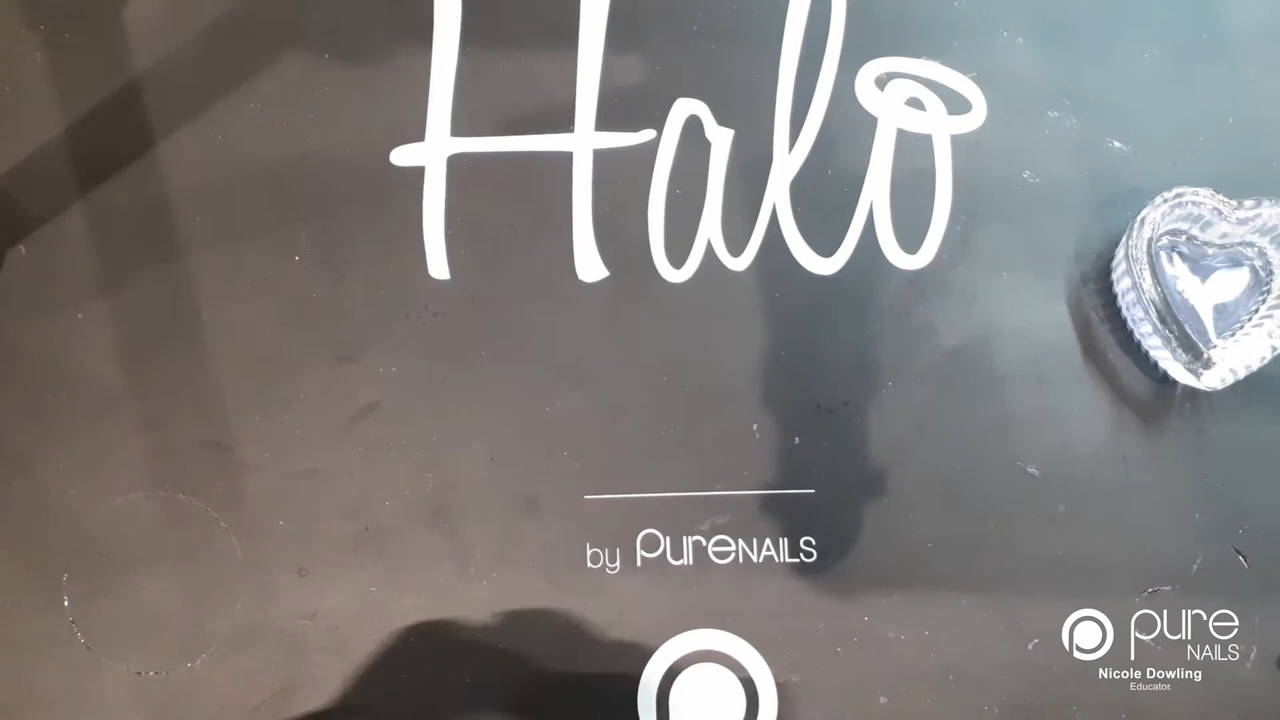 Halo
by PureNAILS
pure
NAILS
Nicole Dowling
Educator